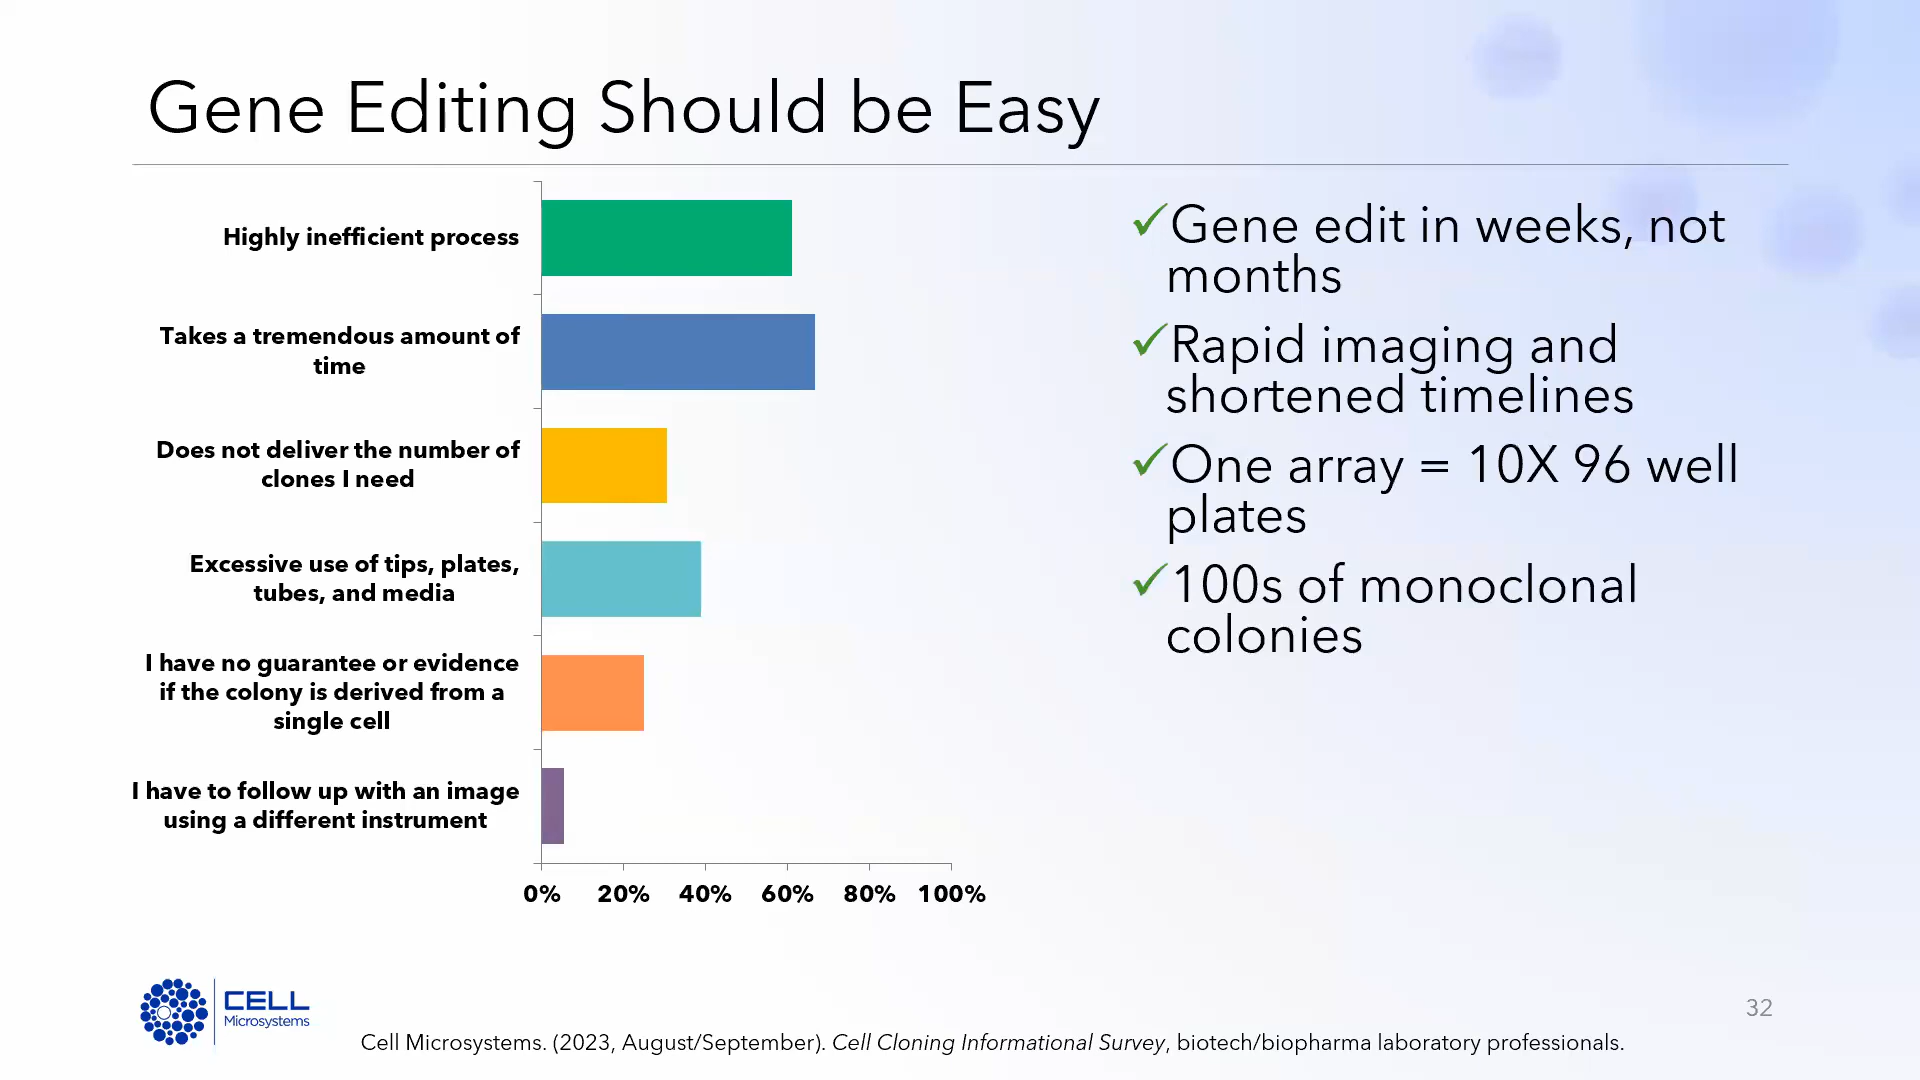 Gene Editing Should be Easy
Highly inefficient process
Takes a tremendous amount of
time
Does not deliver the number of
clones I need
Excessive use of tips, plates,
tubes, and media
I have no guarantee or evidence
if the colony is derived from a
single cell
I have to follow up with an image
using a different instrument
0% 20% 40% 60% 80% 100%
✓Gene edit in weeks, not
months
✓Rapid imaging and
shortened timelines
✓One array = 10X 96 well
plates
✓100s of monoclonal
colonies
CELL
Microsystems
32
Cell Microsystems. (2023, August/September). Cell Cloning Informational Survey, biotech/biopharma laboratory professionals.